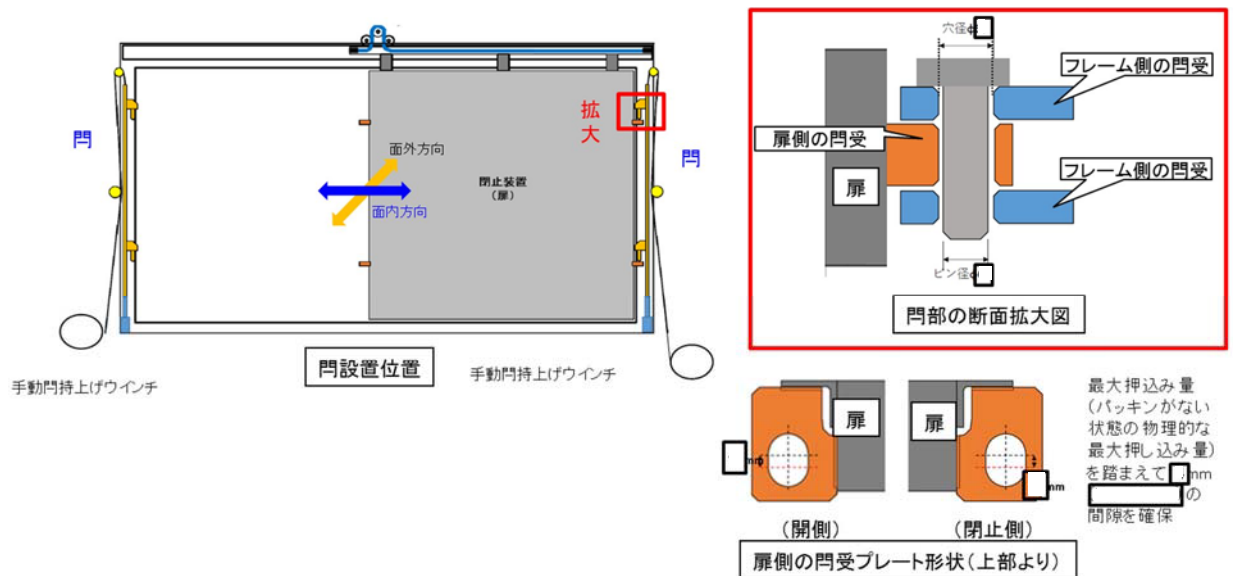 閂
面外方向
面内方向
閉止装置
(扉)
拡
大
閂
手動閂持上げウインチ
閂設置位置
手動閂持上げウインチ
穴径φ
フレーム側の閂受
扉側の閂受
扉
フレーム側の閂受
ピン径φ
閂部の断面拡大図
扉
mm
(開側)
扉
mm
(閉止側)
扉側の閂受プレート形状(上部より)
最大押込み量
(パッキンがない
状態の物理的な
最大押し込み量)
を踏まえて mm
の
間隙を確保